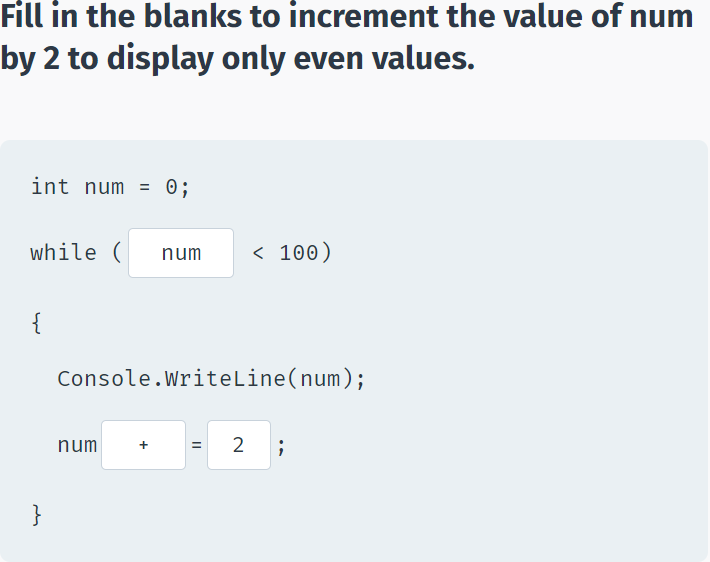 Fill in the blanks to increment the value of num
by 2 to display only even values.
int num = 0;
while ( num < 100)
{
Console.WriteLine(num);
num + = 2 ;
}